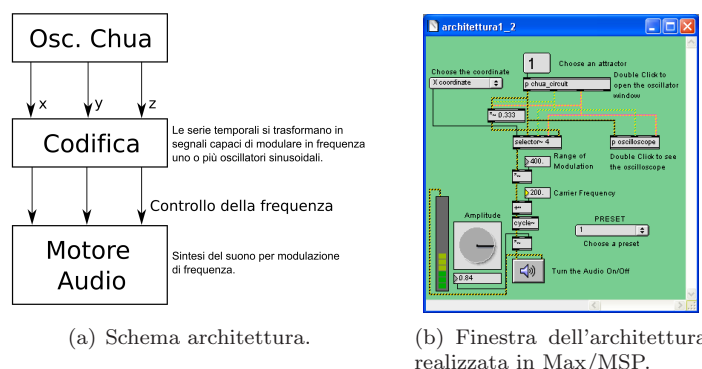 Osc. Chua
x y z
Codifica
Le serie temporali si trasformano in
segnali capaci di modulare in frequenza
uno o più oscillatori sinusoidali.
Controllo della frequenza
Motore
Audio
Sintesi del suono per modulazione
di frequenza.
(a) Schema architettura.
architettura1_2
1
Choose an attractor
Choose the coordinate
X coordinate
p chua_circuit
Double Click to
open the oscillator
window
*~ 0.333
selector~ 4
p oscilloscope
400.
Range of
Modulation
Double Click to see
the oscilloscope
*~
200.
Carrier Frequency
+~
cycle~
Amplitude
PRESET
1
Choose a preset
*~
0.84
Turn the Audio On/Off
(b) Finestra dell'architettura
realizzata in Max/MSP.